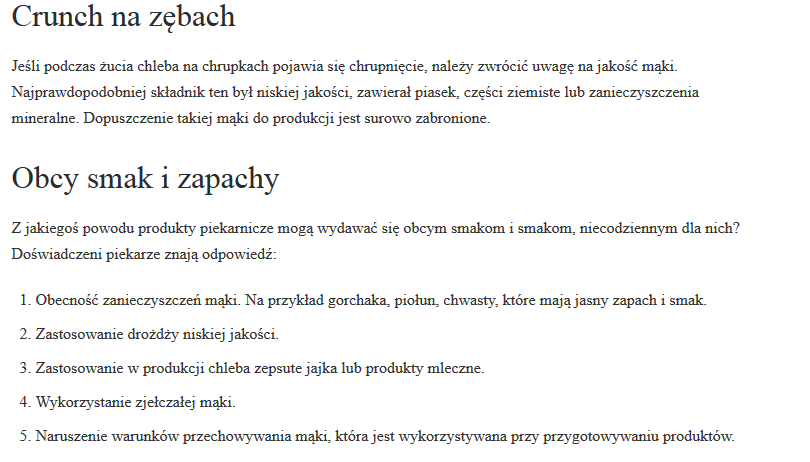 Crunch na zębach
Jeśli podczas żucia chleba na chrupkach pojawia się chrupnięcie, należy zwrócić uwagę na jakość mąki.
Najprawdopodobniej składnik ten był niskiej jakości, zawierał piasek, części ziemiste lub zanieczyszczenia
mineralne. Dopuszczenie takiej mąki do produkcji jest surowo zabronione.
Obcy smak i zapachy
Z jakiegoś powodu produkty piekarnicze mogą wydawać się obcym smakom i smakom, niecodziennym dla nich?
Doświadczeni piekarze znają odpowiedź:
1. Obecność zanieczyszczeń mąki. Na przykład gorchaka, piołun, chwasty, które mają jasny zapach i smak.
2. Zastosowanie drożdży niskiej jakości.
3. Zastosowanie w produkcji chleba zepsute jajka lub produkty mleczne.
4. Wykorzystanie zjełczałej mąki.
5. Naruszenie warunków przechowywania mąki, która jest wykorzystywana przy przygotowywaniu produktów.